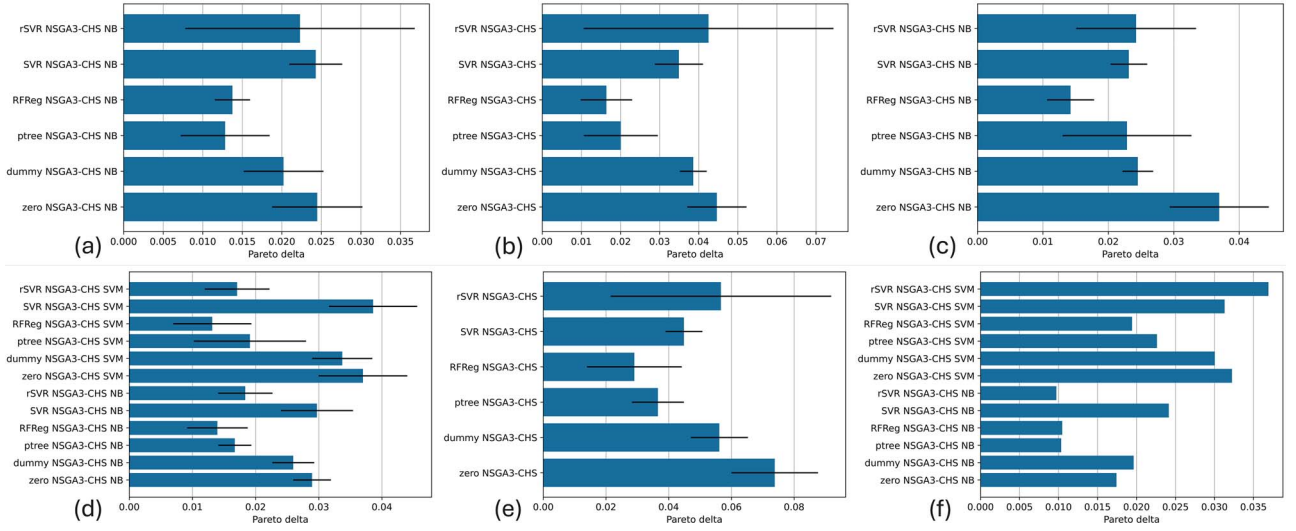 rSVR NSGA3-CHS NB
SVR NSGA3-CHS NB
RFReg NSGA3-CHS NB
ptree NSGA3-CHS NB
dummy NSGA3-CHS NB
zero NSGA3-CHS NB
0.000 0.005 0.010 0.015 0.020 0.025 0.030 0.035
(a) Pareto delta
rSVR NSGA3-CHS
SVR NSGA3-CHS
RFReg NSGA3-CHS
ptree NSGA3-CHS
dummy NSGA3-CHS
zero NSGA3-CHS
0.00 0.01 0.02 0.03 0.04 0.05 0.06 0.07
(b) Pareto delta
rSVR NSGA3-CHS NB
SVR NSGA3-CHS NB
RFReg NSGA3-CHS NB
ptree NSGA3-CHS NB
dummy NSGA3-CHS NB
zero NSGA3-CHS NB
0.00 0.01 0.02 0.03 0.04
(c) Pareto delta
rSVR NSGA3-CHS SVM
SVR NSGA3-CHS SVM
RFReg NSGA3-CHS SVM
ptree NSGA3-CHS SVM
dummy NSGA3-CHS SVM
zero NSGA3-CHS SVM
rSVR NSGA3-CHS NB
SVR NSGA3-CHS NB
RFReg NSGA3-CHS NB
ptree NSGA3-CHS NB
dummy NSGA3-CHS NB
zero NSGA3-CHS NB
0.00 0.01 0.02 0.03 0.04
(d) Pareto delta
rSVR NSGA3-CHS
SVR NSGA3-CHS
RFReg NSGA3-CHS
ptree NSGA3-CHS
dummy NSGA3-CHS
zero NSGA3-CHS
0.00 0.02 0.04 0.06 0.08
(e) Pareto delta
rSVR NSGA3-CHS SVM
SVR NSGA3-CHS SVM
RFReg NSGA3-CHS SVM
ptree NSGA3-CHS SVM
dummy NSGA3-CHS SVM
zero NSGA3-CHS SVM
rSVR NSGA3-CHS NB
SVR NSGA3-CHS NB
RFReg NSGA3-CHS NB
ptree NSGA3-CHS NB
dummy NSGA3-CHS NB
zero NSGA3-CHS NB
0.000 0.005 0.010 0.015 0.020 0.025 0.030 0.035
(f) Pareto delta